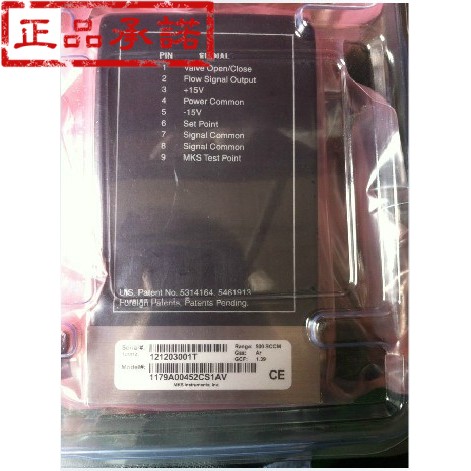 正品承諾
PIN SIGNAL
1 Valve Open/Close
2 Flow Signal Output
3 +15V
4 Power Common
5 -15V
6 Set Point
7 Signal Common
8 Signal Common
9 MKS Test Point
U.S. Patent No. 5314164, 5461913
Foreign Patents, Patents Pending.
Serial#:
121203001T
Range: 500 SCCM
Gas: Ar
GCF: 1.39
Model#:
1179A00452CS1AV
CE
MKS Instruments, Inc